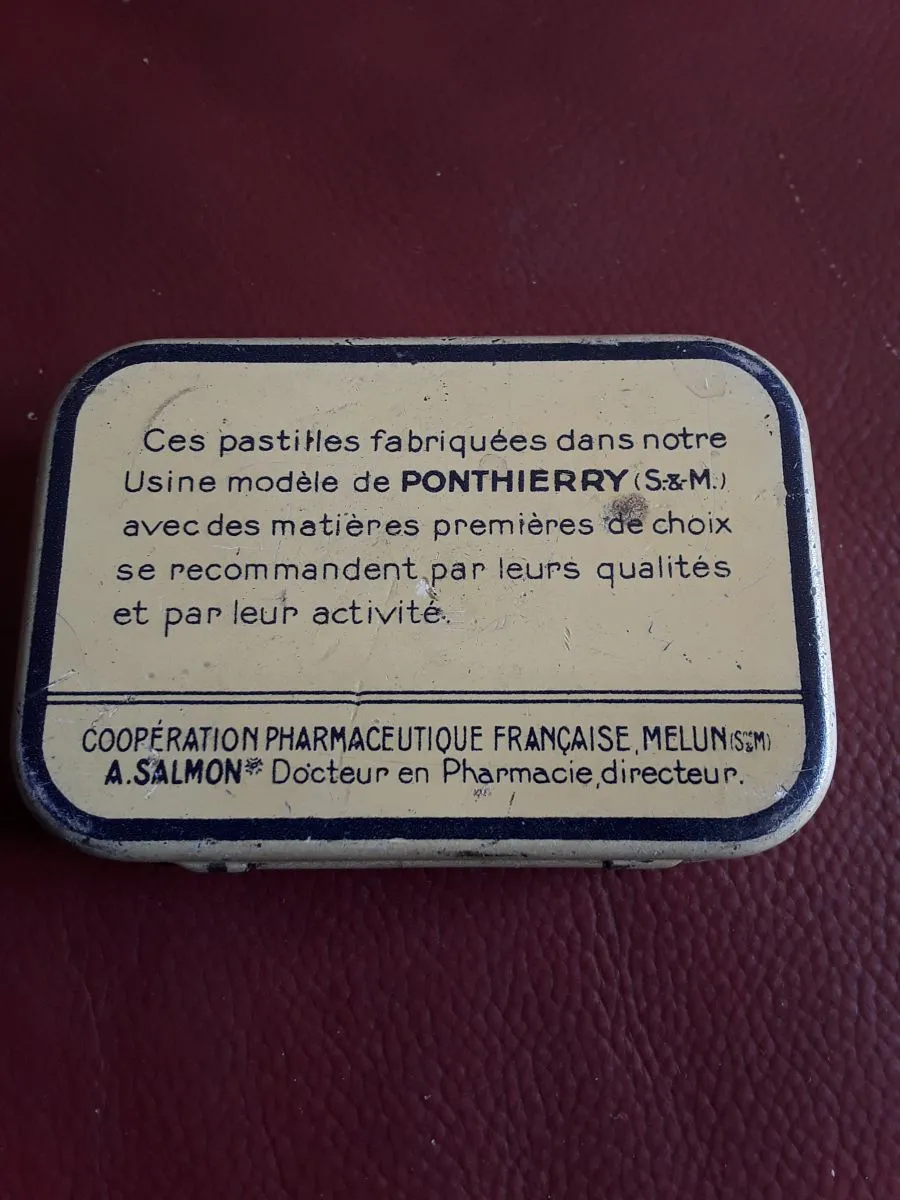 Ces pastilles fabriquées dans notre
Usine modèle de PONTHIERRY (S.&M.)
avec des matières premières de choix
se recommandent par leurs qualités
et par leur activité.
COOPÉRATION PHARMACEUTIQUE FRANÇAISE, MELUN (S.&M)
A. SALMON* Docteur en Pharmacie, directeur.